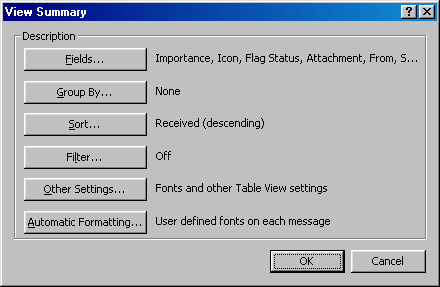 View Summary
Description
Fields... Importance, Icon, Flag Status, Attachment, From, S...
Group By... None
Sort... Received (descending)
Filter... Off
Other Settings... Fonts and other Table View settings
Automatic Formatting... User defined fonts on each message
OK Cancel